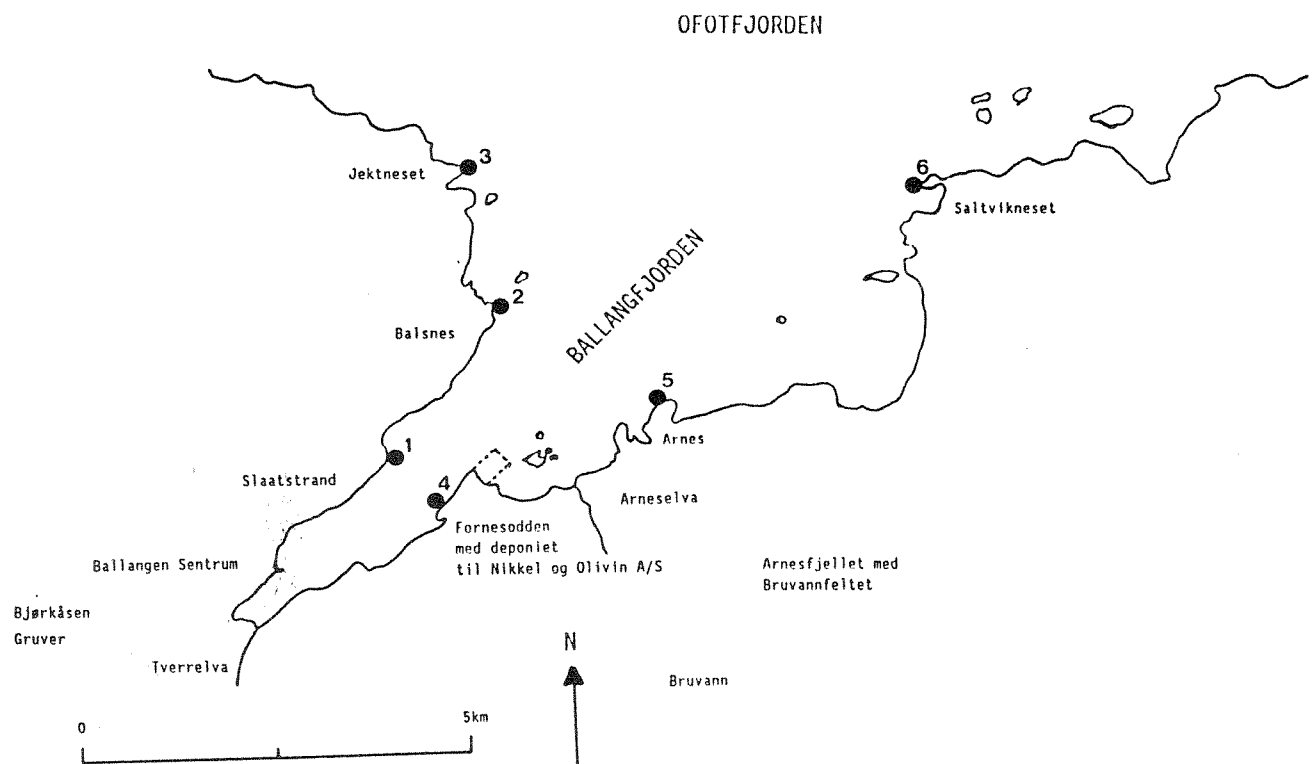 OFOTFJORDEN
3
Jektneset
6
Saltvikneset
BALLANGFJORDEN
2
Balsnes
5
Arnes
1
Slaatstrand
4
Arneselva
Fornesodden
med deponiet
til Nikkel og Olivin A/S
Ballangen Sentrum
Arnesfjellet med
Bruvannfeltet
Bjørkåsen
Gruver
Tverrelva
N
Bruvann
0
5km